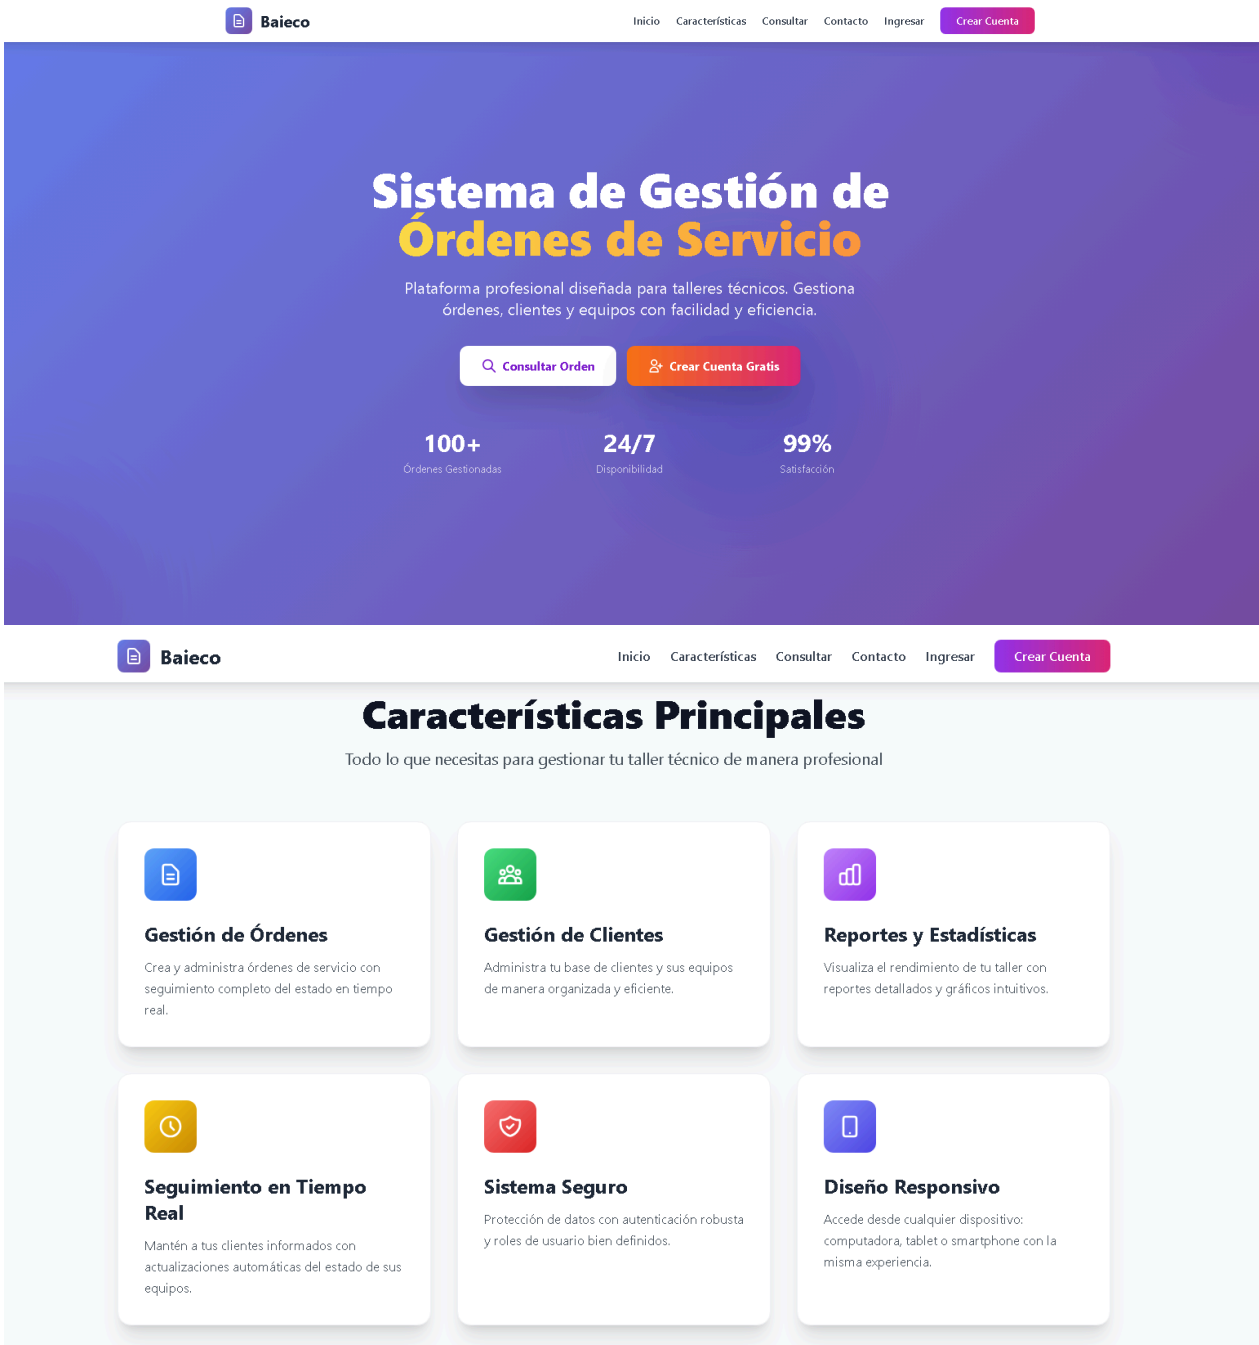 Baieco
Inicio Características Consultar Contacto Ingresar Crear Cuenta
Sistema de Gestión de
Órdenes de Servicio
Plataforma profesional diseñada para talleres técnicos. Gestiona
órdenes, clientes y equipos con facilidad y eficiencia.
Consultar Orden
Crear Cuenta Gratis
100+
Órdenes Gestionadas
24/7
Disponibilidad
99%
Satisfacción
Baieco
Inicio Características Consultar Contacto Ingresar Crear Cuenta
Características Principales
Todo lo que necesitas para gestionar tu taller técnico de manera profesional
Gestión de Órdenes
Crea y administra órdenes de servicio con
seguimiento completo del estado en tiempo
real.
Gestión de Clientes
Administra tu base de clientes y sus equipos
de manera organizada y eficiente.
Reportes y Estadísticas
Visualiza el rendimiento de tu taller con
reportes detallados y gráficos intuitivos.
Seguimiento en Tiempo
Real
Mantén a tus clientes informados con
actualizaciones automáticas del estado de sus
equipos.
Sistema Seguro
Protección de datos con autenticación robusta
y roles de usuario bien definidos.
Diseño Responsivo
Accede desde cualquier dispositivo:
computadora, tablet o smartphone con la
misma experiencia.